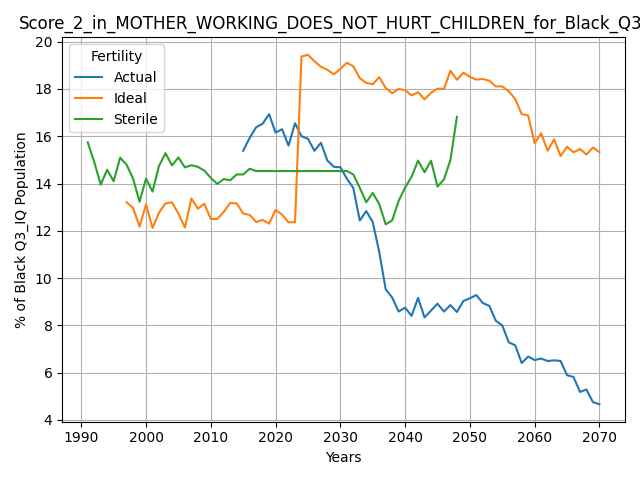 Score_2_in_MOTHER_WORKING_DOES_NOT_HURT_CHILDREN_for_Black_Q3
Fertility
Actual
Ideal
Sterile
% of Black Q3_IQ Population
20
18
16
14
12
10
8
6
4
1990 2000 2010 2020 2030 2040 2050 2060 2070
Years